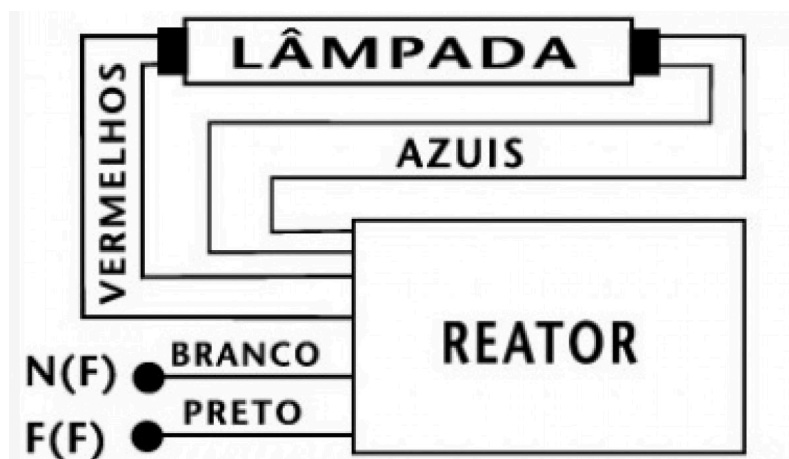 LÂMPADA
VERMELHOS
AZUIS
REATOR
N(F)
BRANCO
F(F)
PRETO